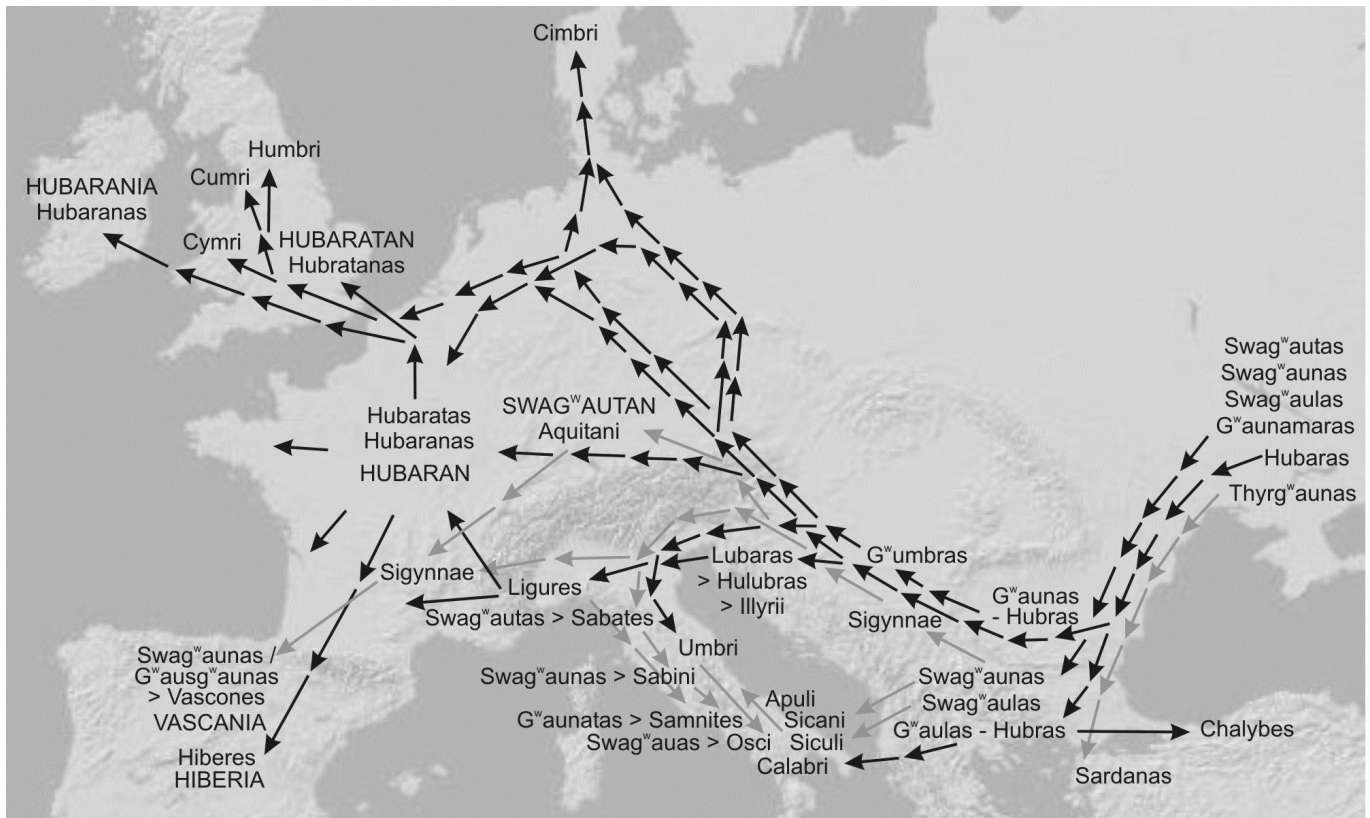 Cimbri
Humbri
Cumri
HUBARANIA
Hubaranas
Cymri
HUBARATAN
Hubratanas
Swagʷautas
Swagʷaunas
Swagʷaulas
Gʷaunamaras
Hubaras
Thyrgʷaunas
Hubaratas
Hubaranas
HUBARAN
SWAGʷAUTAN
Aquitani
Sigynnae
Ligures
Swagʷautas > Sabates
Lubaras
> Hulubras
> Illyrii
Gʷumbras
Gʷaunas
- Hubras
Sigynnae
Umbri
Swagʷaunas /
Gʷausgʷaunas
> Vascones
VASCANIA
Hiberes
HIBERIA
Swagʷaunas > Sabini
Gʷaunatas > Samnites
Swagʷauas > Osci
Apuli
Sicani
Siculi
Calabri
Swagʷaunas
Swagʷaulas
Gʷaulas - Hubras
Chalybes
Sardanas